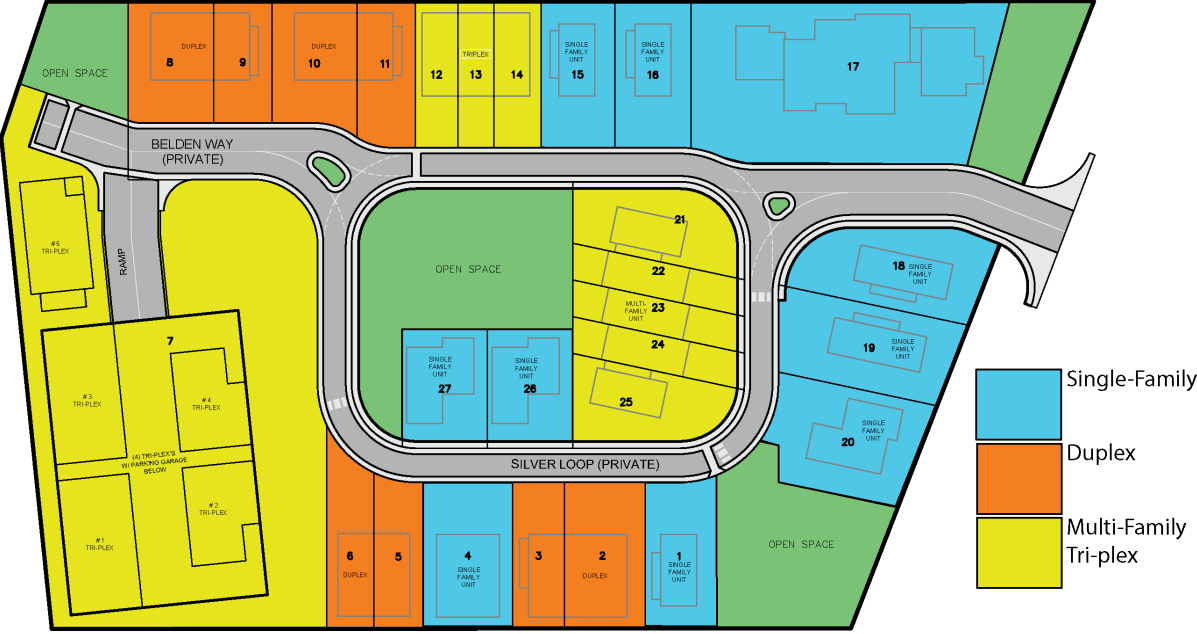 DUPLEX
8
9
DUPLEX
10
11
TRIPLEX
12
13
14
SINGLE
FAMILY
UNIT
15
SINGLE
FAMILY
UNIT
16
17
OPEN SPACE
BELDEN WAY
(PRIVATE)
#5
TRI-PLEX
RAMP
OPEN SPACE
21
22
MULTI-
FAMILY
UNIT
23
24
25
18
SINGLE
FAMILY
UNIT
19
SINGLE
FAMILY
UNIT
20
SINGLE
FAMILY
UNIT
7
#3
TRI-PLEX
#4
TRI-PLEX
(4) TRI-PLEX'S
W/PARKING GARAGE
BELOW
#1
TRI-PLEX
#2
TRI-PLEX
SINGLE
FAMILY
UNIT
27
SINGLE
FAMILY
UNIT
26
SILVER LOOP (PRIVATE)
6
DUPLEX
5
4
SINGLE
FAMILY
UNIT
3
2
DUPLEX
1
SINGLE
FAMILY
UNIT
OPEN SPACE
Single-Family
Duplex
Multi-Family
Tri-plex